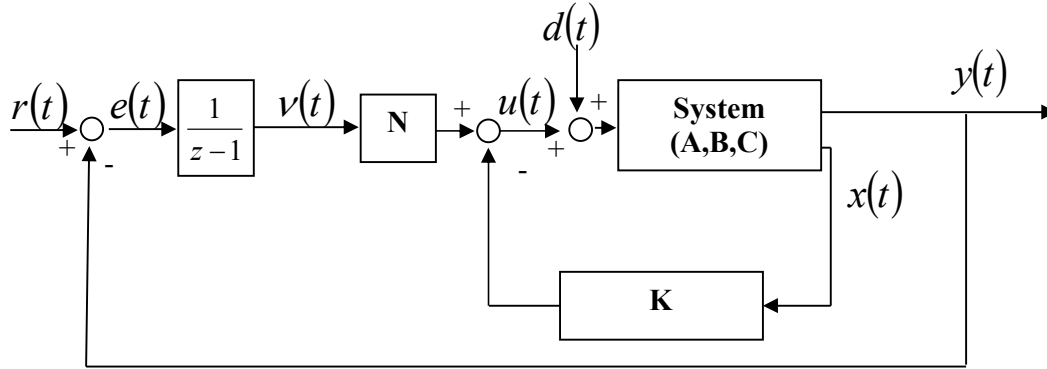 d(t)
r(t) e(t) 1/(z−1) ν(t) N u(t) System y(t)
(A,B,C)
+ - + - + + +
x(t)
K